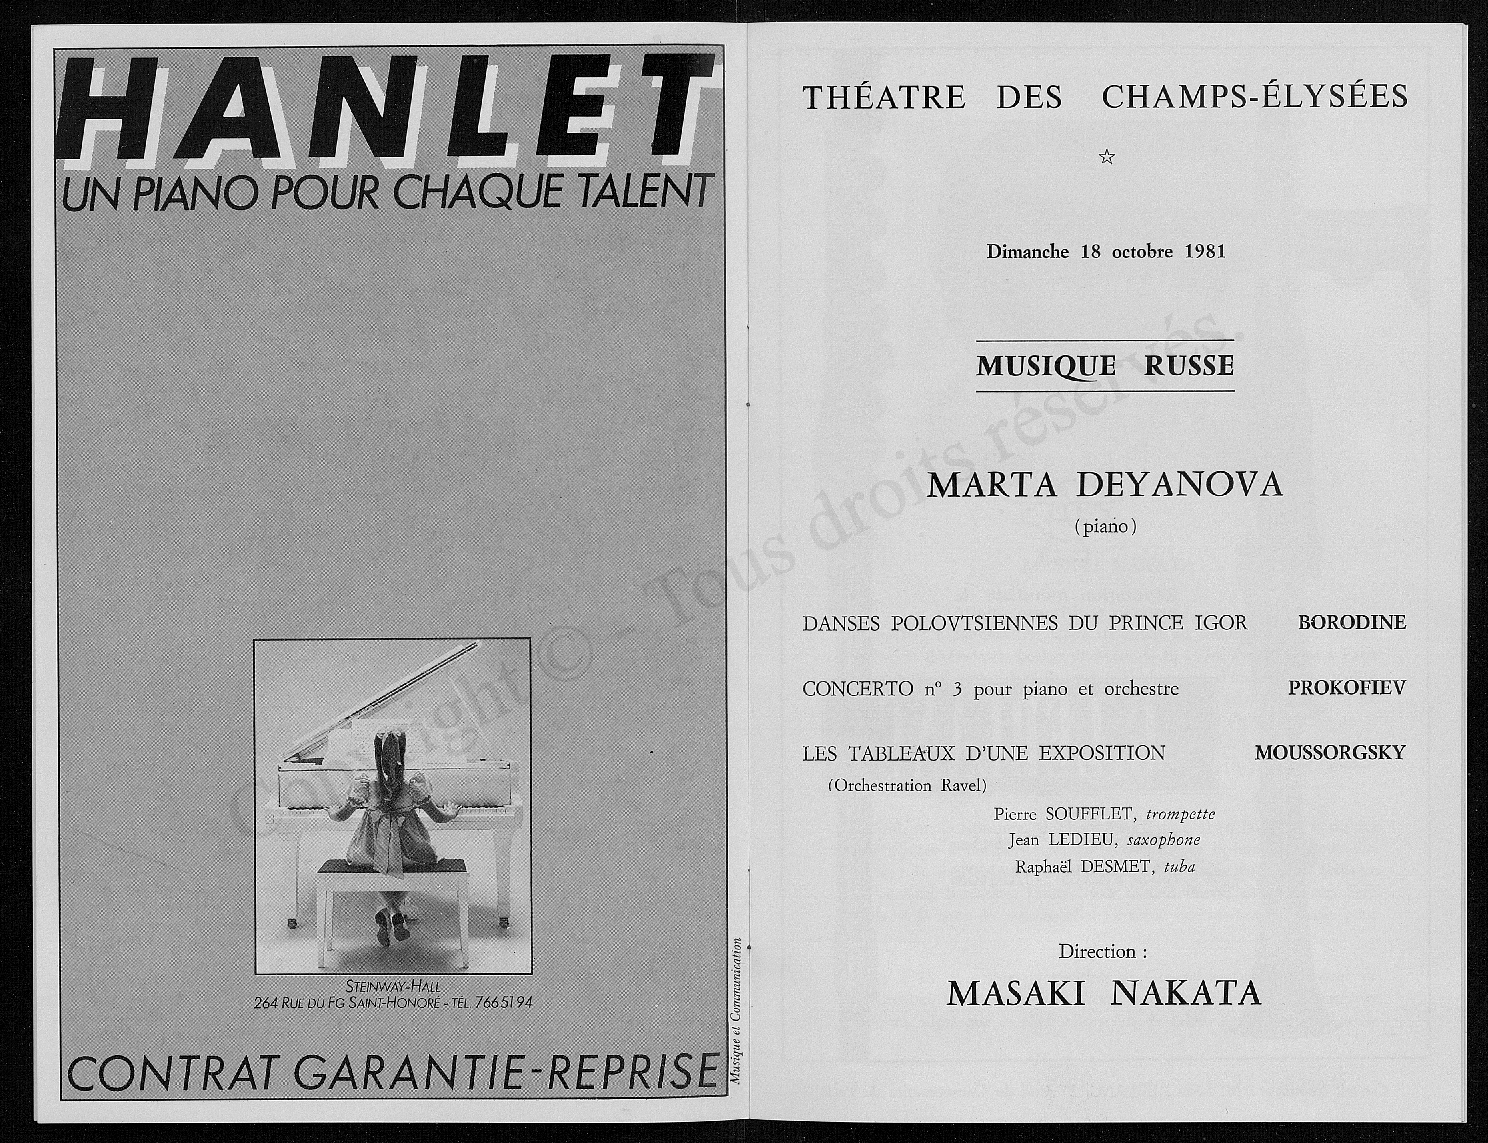 HANLET
UN PIANO POUR CHAQUE TALENT
STEINWAY-HALL
264 RUE DU FG SAINT-HONORÉ - TÉL. 7665194
CONTRAT GARANTIE-REPRISE
Musique et Communication
THÉATRE DES CHAMPS-ÉLYSÉES
☆
Dimanche 18 octobre 1981
MUSIQUE RUSSE
MARTA DEYANOVA
(piano)
DANSES POLOVTSIENNES DU PRINCE IGOR BORODINE
CONCERTO n° 3 pour piano et orchestre PROKOFIEV
LES TABLEAUX D'UNE EXPOSITION MOUSSORGSKY
(Orchestration Ravel)
Pierre SOUFFLET, trompette
Jean LEDIEU, saxophone
Raphaël DESMET, tuba
Direction :
MASAKI NAKATA
Copyright © - Tous droits réservés.